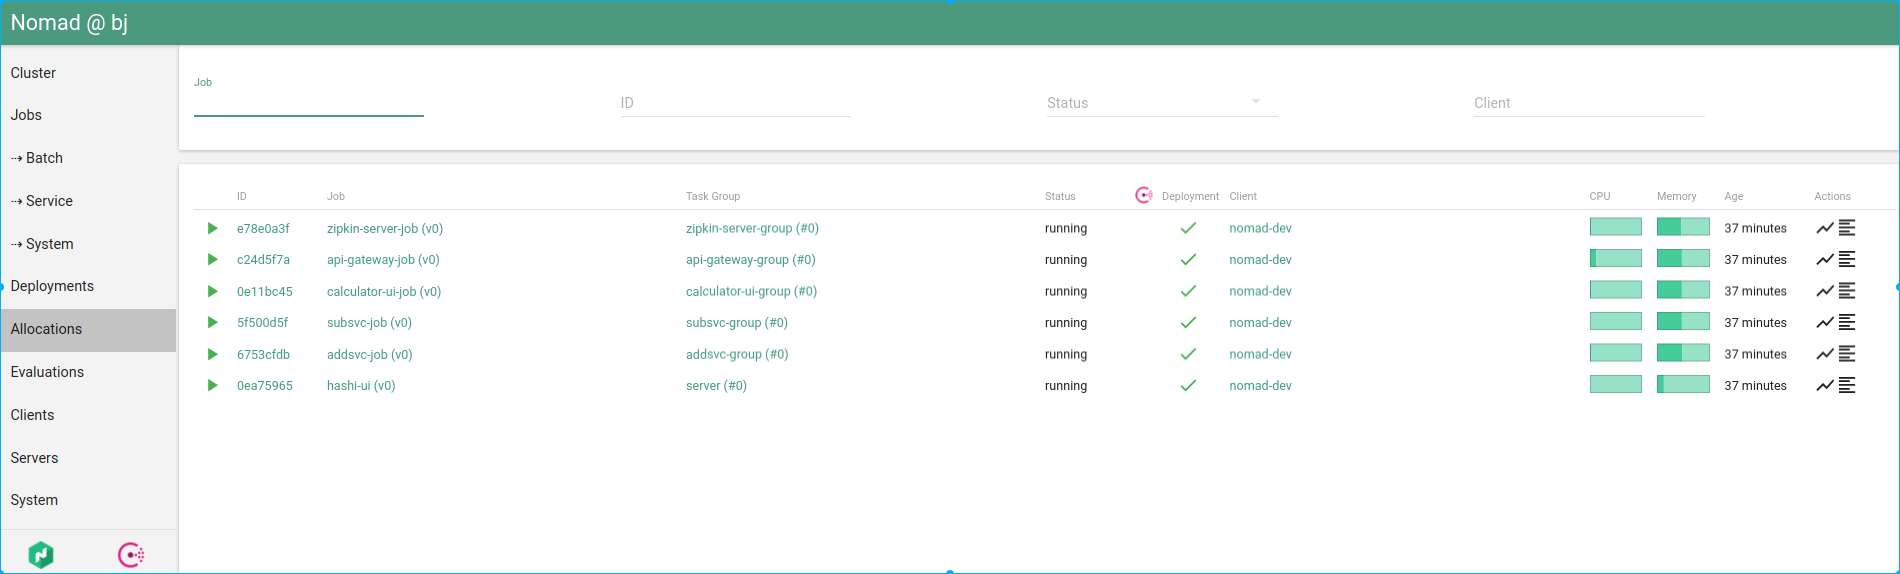 Nomad @ bj
Cluster
Jobs
⇢ Batch
⇢ Service
⇢ System
Deployments
Allocations
Evaluations
Clients
Servers
System
Job
ID
Status
Client
ID Job Task Group Status Deployment Client CPU Memory Age Actions
e78e0a3f zipkin-server-job (v0) zipkin-server-group (#0) running nomad-dev 37 minutes
c24d5f7a api-gateway-job (v0) api-gateway-group (#0) running nomad-dev 37 minutes
0e11bc45 calculator-ui-job (v0) calculator-ui-group (#0) running nomad-dev 37 minutes
5f500d5f subsvc-job (v0) subsvc-group (#0) running nomad-dev 37 minutes
6753cfdb addsvc-job (v0) addsvc-group (#0) running nomad-dev 37 minutes
0ea75965 hashi-ui (v0) server (#0) running nomad-dev 37 minutes